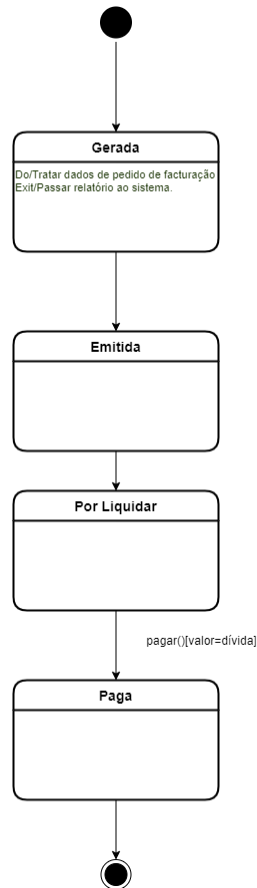 Gerada
Do/Tratar dados de pedido de facturação
Exit/Passar relatório ao sistema.
Emitida
Por Liquidar
pagar()[valor=dívida]
Paga